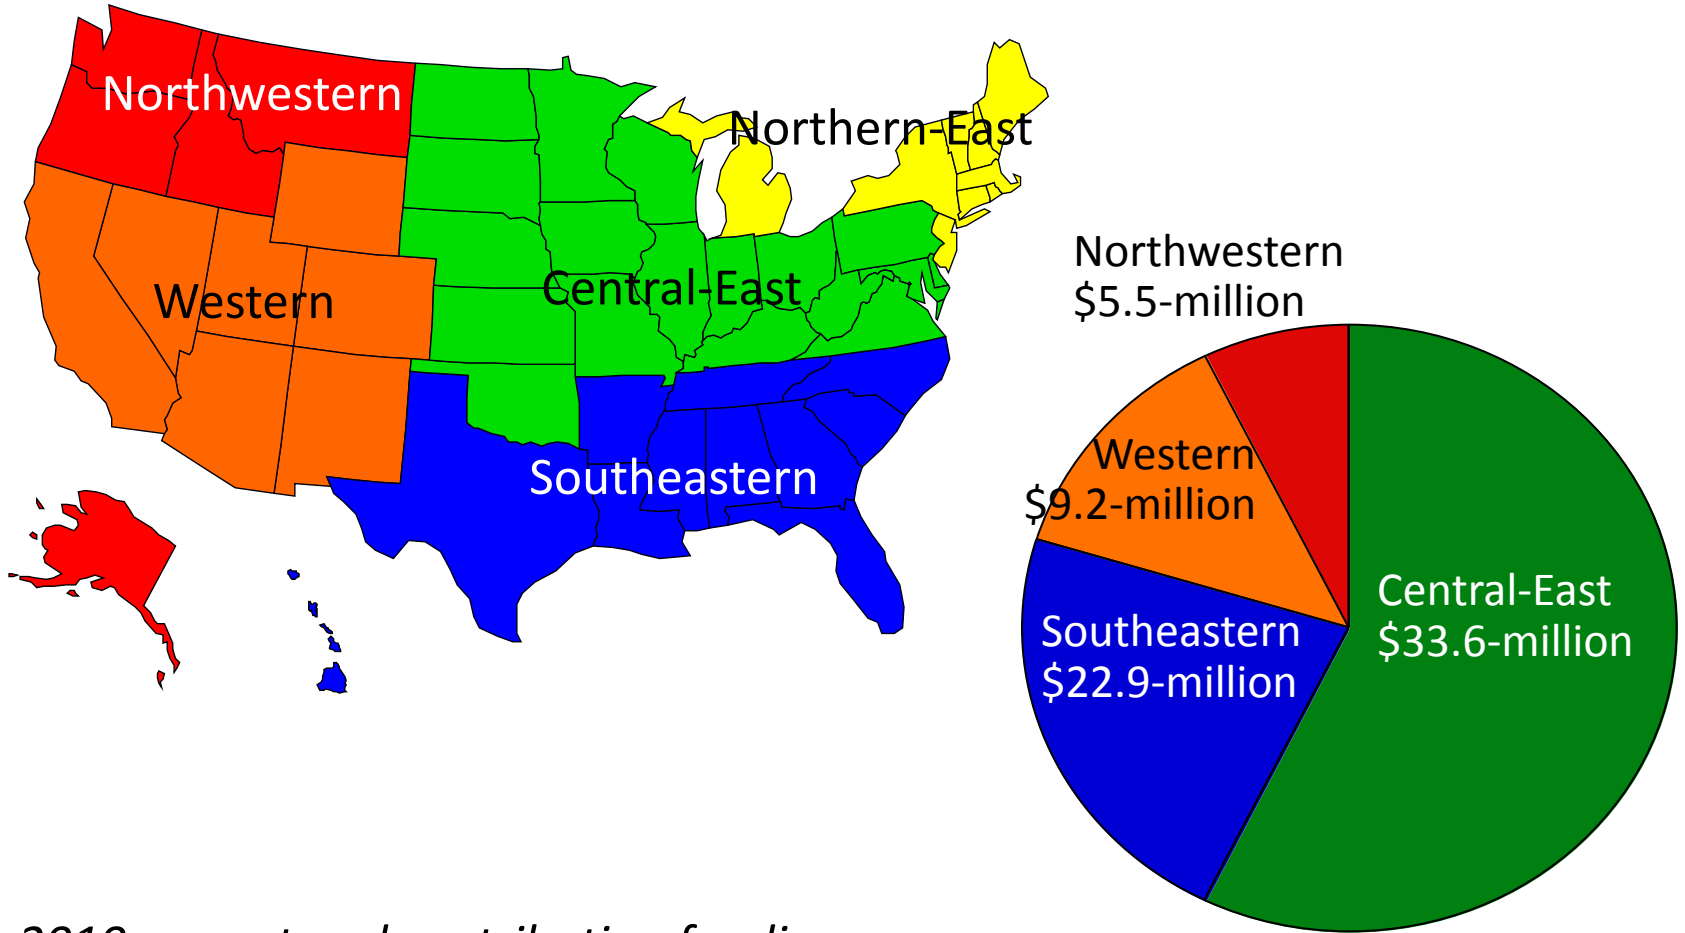 Northwestern
Northern-East
Western
Central-East
Southeastern
Northwestern
$5.5-million
Western
$9.2-million
Southeastern
$22.9-million
Central-East
$33.6-million